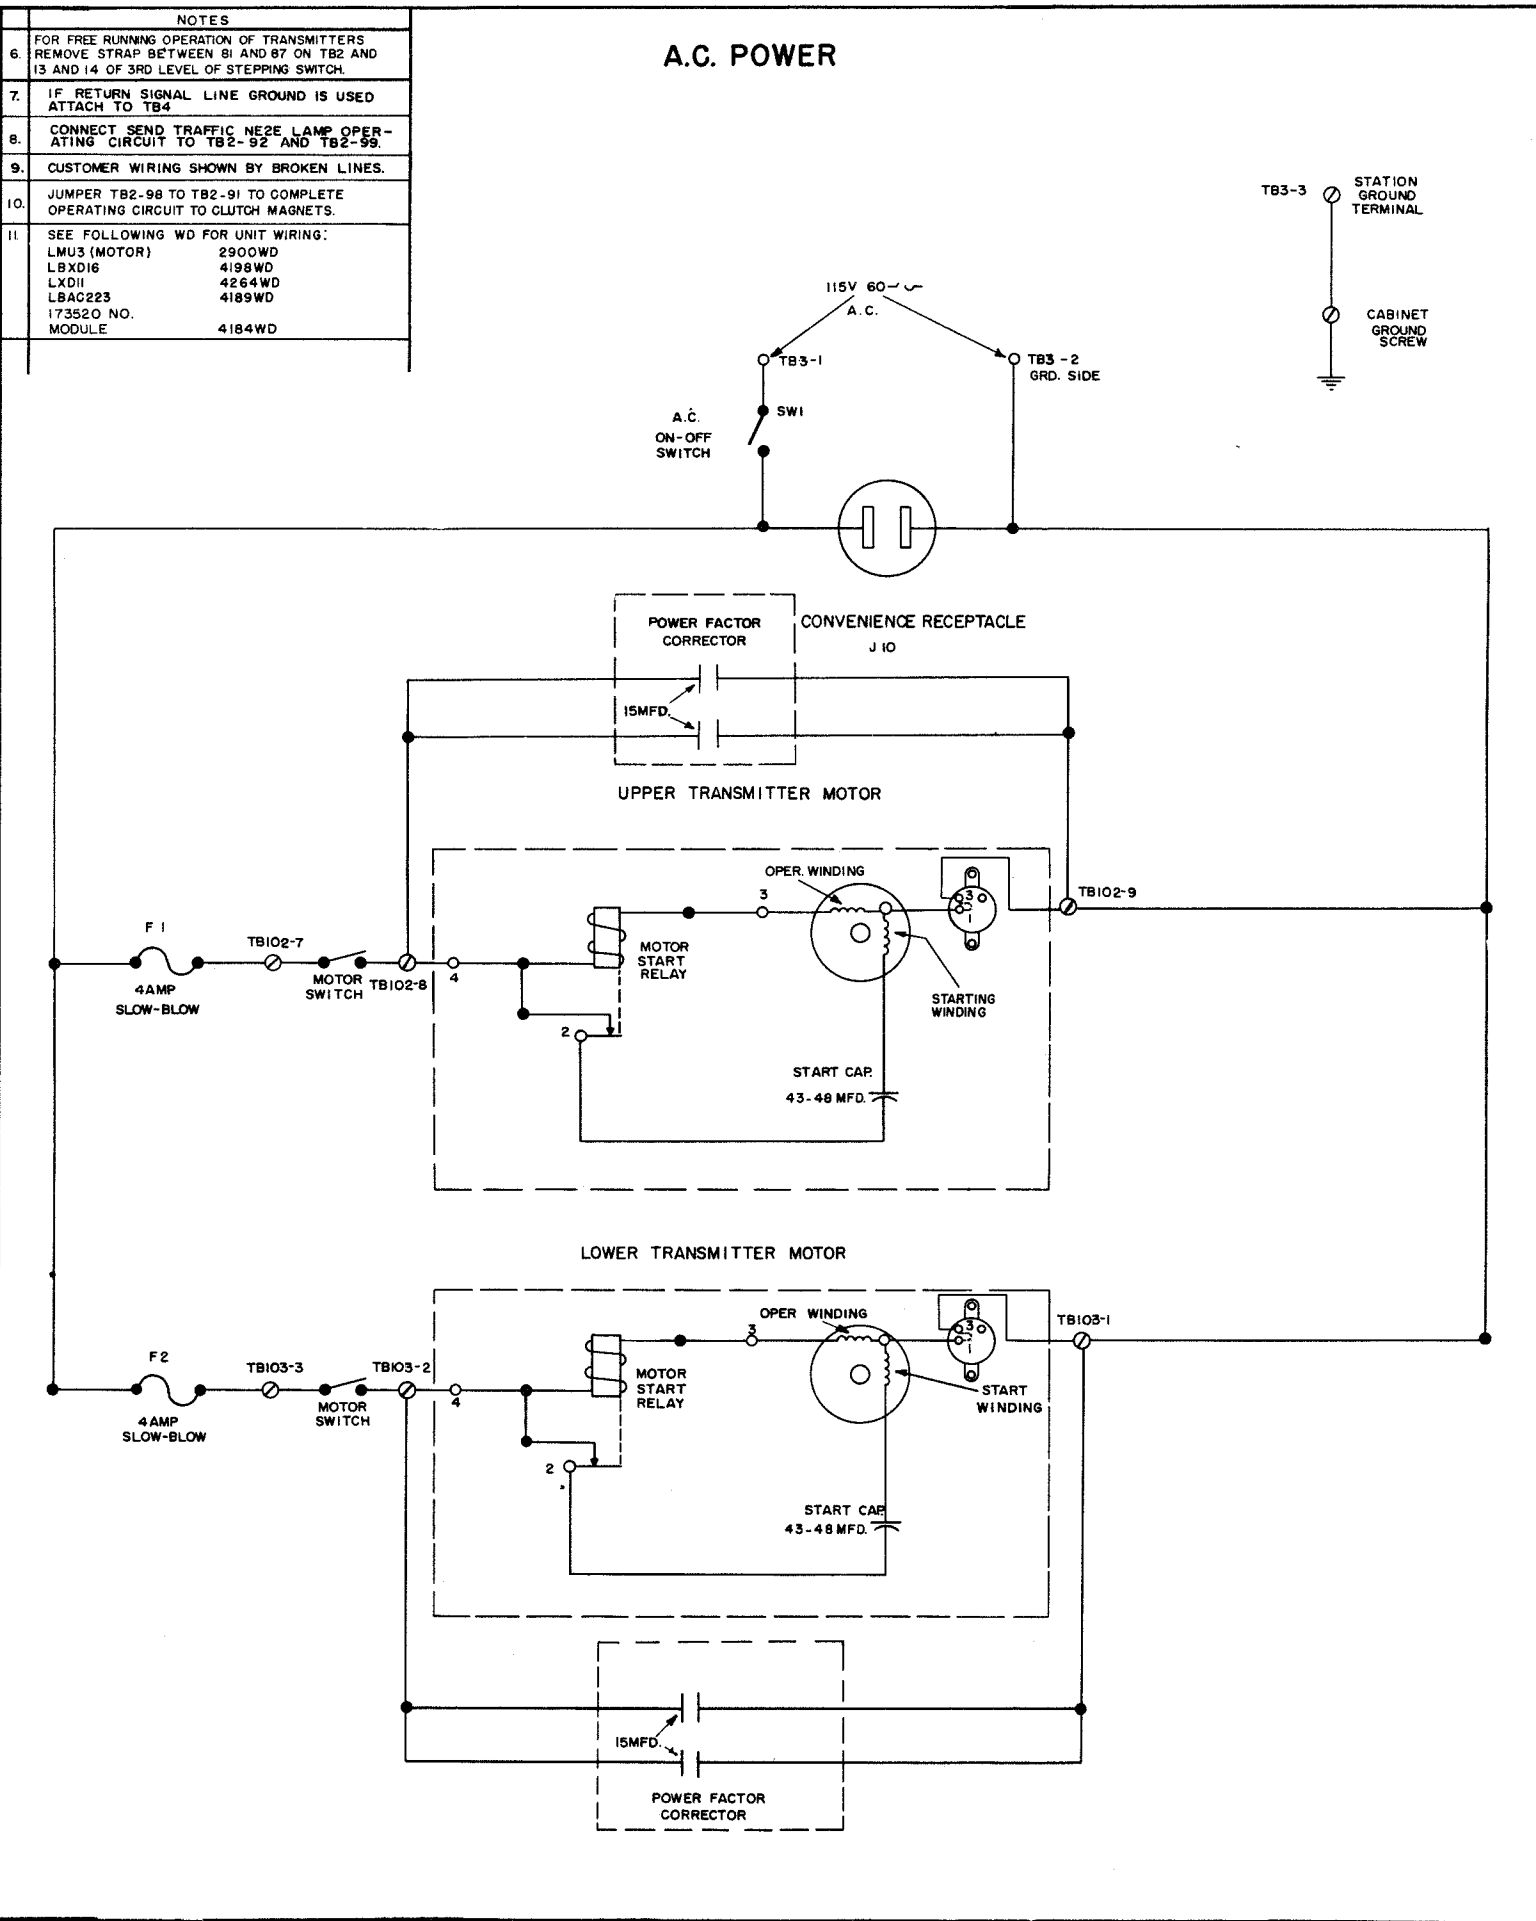 NOTES
6. FOR FREE RUNNING OPERATION OF TRANSMITTERS
REMOVE STRAP BETWEEN 81 AND 87 ON TB2 AND
13 AND 14 OF 3RD LEVEL OF STEPPING SWITCH.
7. IF RETURN SIGNAL LINE GROUND IS USED
ATTACH TO TB4
8. CONNECT SEND TRAFFIC NE2E LAMP OPER-
ATING CIRCUIT TO TB2-92 AND TB2-99.
9. CUSTOMER WIRING SHOWN BY BROKEN LINES.
10. JUMPER TB2-98 TO TB2-91 TO COMPLETE
OPERATING CIRCUIT TO CLUTCH MAGNETS.
11. SEE FOLLOWING WD FOR UNIT WIRING:
LMU3 (MOTOR) 2900WD
LBXD16 4198WD
LXD11 4264WD
LBAC223 4189WD
173520 NO.
MODULE 4184WD
A.C. POWER
TB3-3
STATION
GROUND
TERMINAL
CABINET
GROUND
SCREW
115V 60~
A.C.
TB3-1
TB3-2
GRD. SIDE
A.C.
ON-OFF
SWITCH
SW1
POWER FACTOR
CORRECTOR
CONVENIENCE RECEPTACLE
J10
15MFD.
UPPER TRANSMITTER MOTOR
OPER. WINDING
3
3
1
TB102-9
F1
4AMP
SLOW-BLOW
TB102-7
MOTOR
SWITCH
TB102-8
4
MOTOR
START
RELAY
STARTING
WINDING
2
START CAP.
43-48 MFD.
LOWER TRANSMITTER MOTOR
OPER WINDING
3
3
1
TB103-1
F2
4AMP
SLOW-BLOW
TB103-3
MOTOR
SWITCH
TB103-2
4
MOTOR
START
RELAY
START
WINDING
2
START CAP.
43-48 MFD.
15MFD.
POWER FACTOR
CORRECTOR